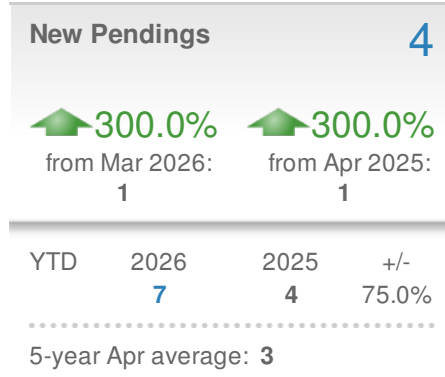 New Pendings 4
300.0% 300.0%
from Mar 2026: from Apr 2025:
1 1
YTD 2026 2025 +/-
7 4 75.0%
5-year Apr average: 3